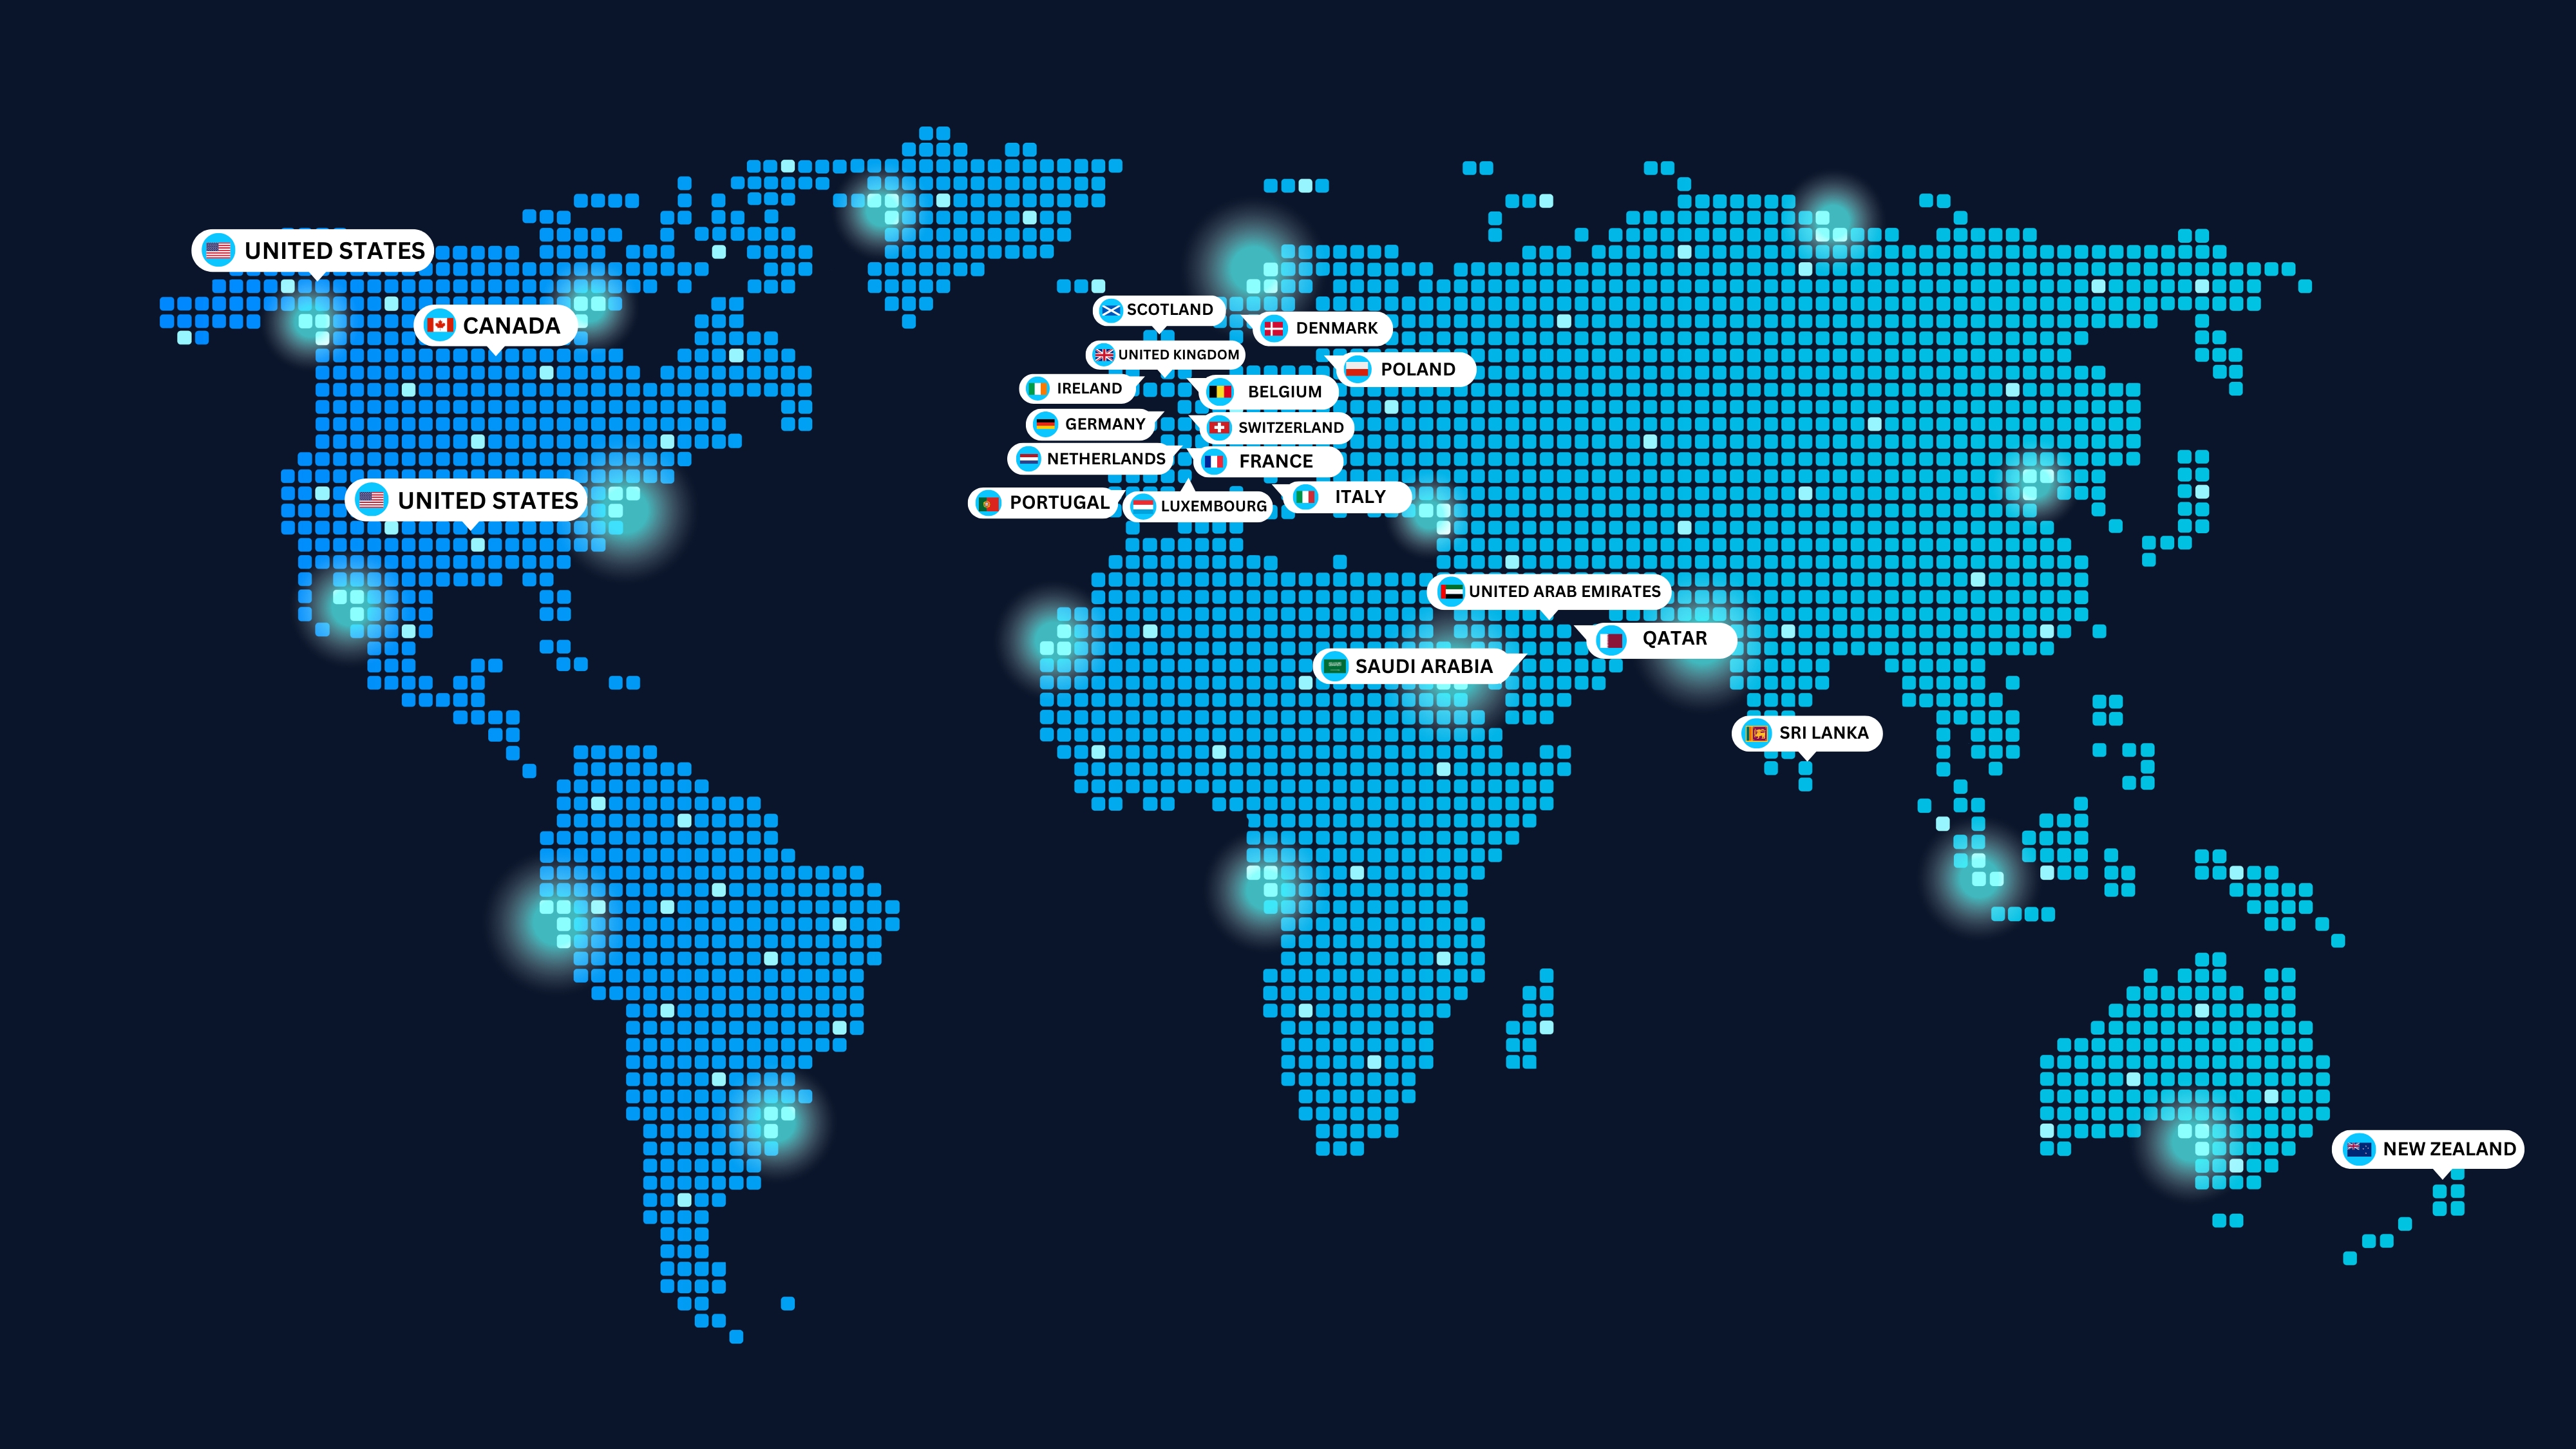 UNITED STATES
CANADA
UNITED STATES
SCOTLAND
DENMARK
UNITED KINGDOM
POLAND
IRELAND
BELGIUM
GERMANY
SWITZERLAND
NETHERLANDS
FRANCE
PORTUGAL
LUXEMBOURG
ITALY
UNITED ARAB EMIRATES
QATAR
SAUDI ARABIA
SRI LANKA
NEW ZEALAND